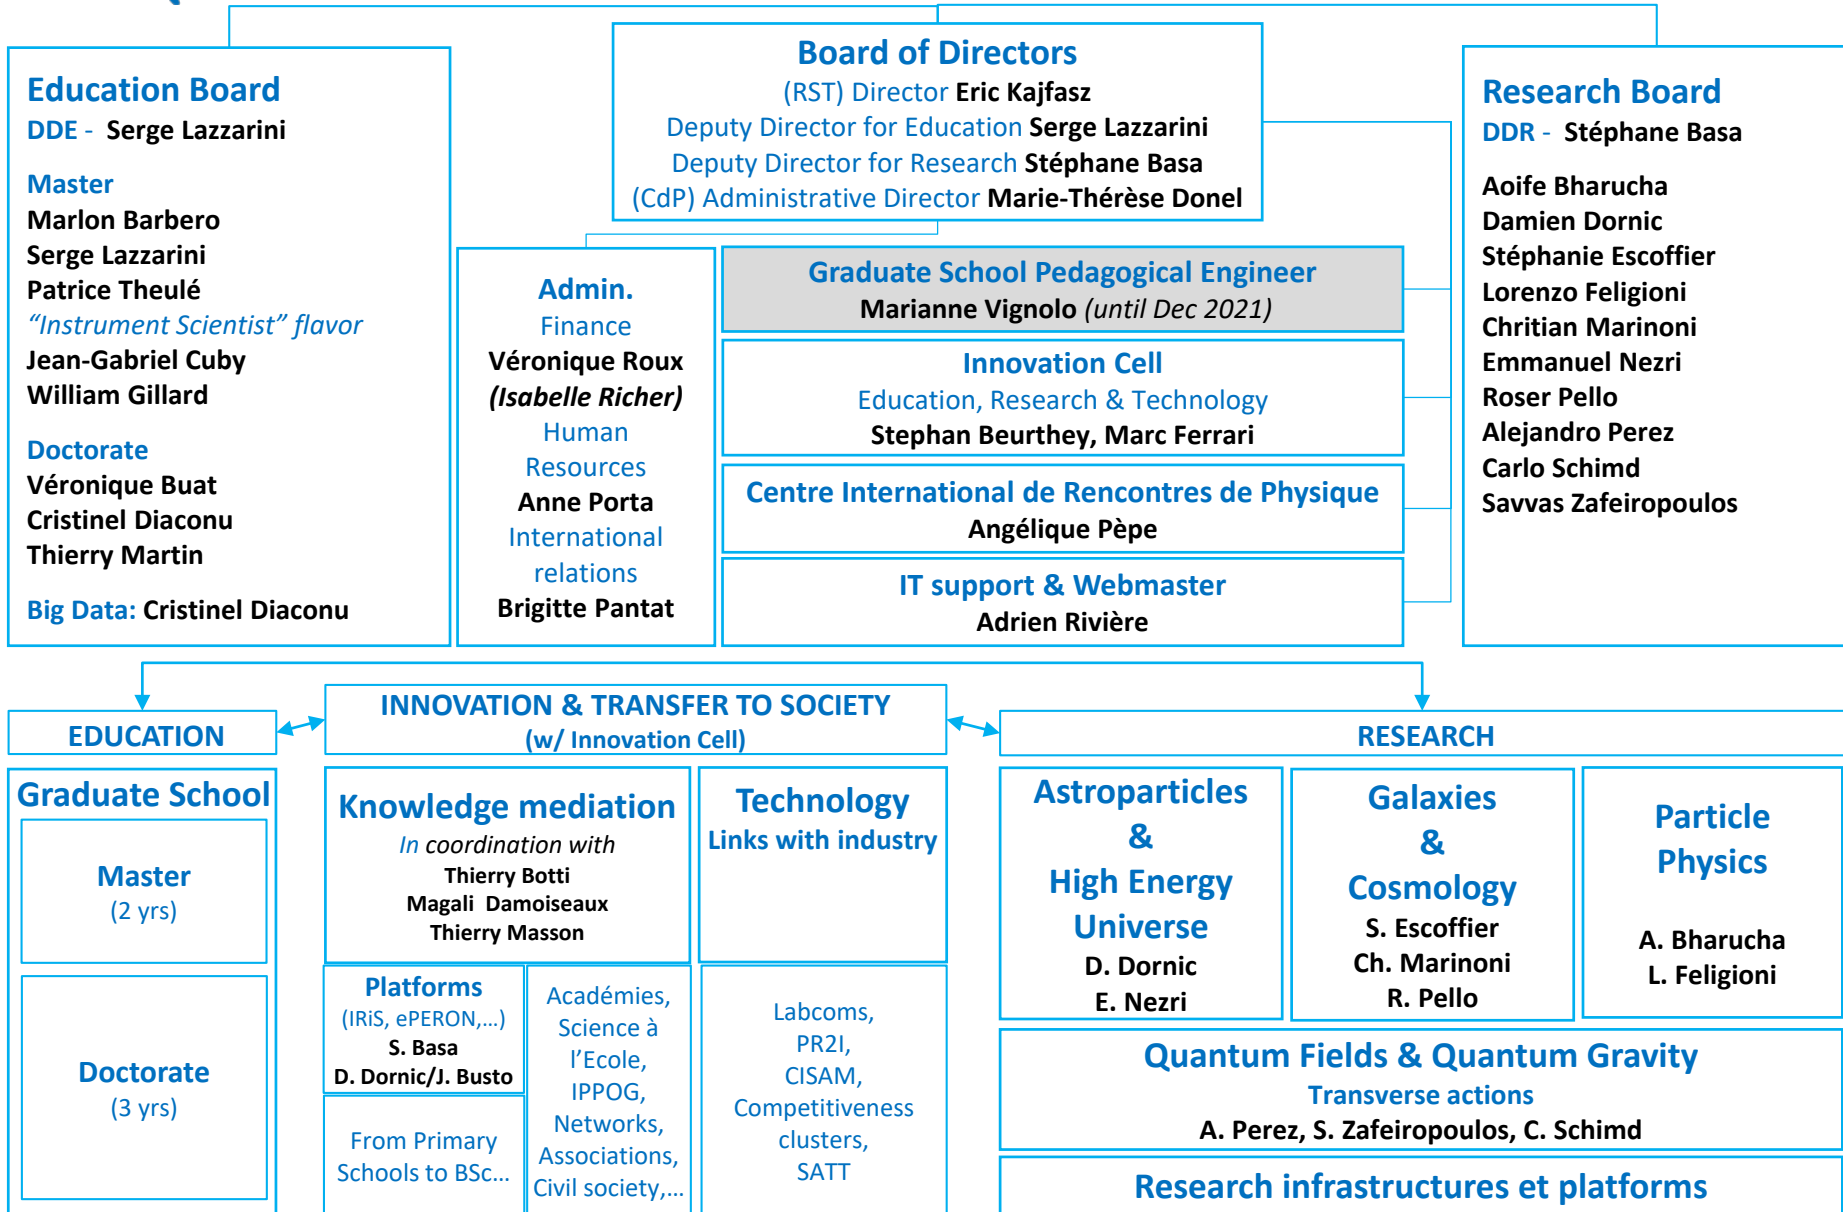 Board of Directors
(RST) Director Eric Kajfasz
Deputy Director for Education Serge Lazzarini
Deputy Director for Research Stéphane Basa
(CdP) Administrative Director Marie-Thérèse Donel
Education Board
DDE - Serge Lazzarini
Master
Marlon Barbero
Serge Lazzarini
Patrice Theulé
“Instrument Scientist” flavor
Jean-Gabriel Cuby
William Gillard
Doctorate
Véronique Buat
Cristinel Diaconu
Thierry Martin
Big Data: Cristinel Diaconu
Admin.
Finance
Véronique Roux
(Isabelle Richer)
Human
Resources
Anne Porta
International
relations
Brigitte Pantat
Graduate School Pedagogical Engineer
Marianne Vignolo (until Dec 2021)
Innovation Cell
Education, Research & Technology
Stephan Beurthey, Marc Ferrari
Centre International de Rencontres de Physique
Angélique Pèpe
IT support & Webmaster
Adrien Rivière
Research Board
DDR - Stéphane Basa
Aoife Bharucha
Damien Dornic
Stéphanie Escoffier
Lorenzo Feligioni
Chritian Marinoni
Emmanuel Nezri
Roser Pello
Alejandro Perez
Carlo Schimd
Savvas Zafeiropoulos
EDUCATION
INNOVATION & TRANSFER TO SOCIETY
(w/ Innovation Cell)
RESEARCH
Graduate School
Master
(2 yrs)
Doctorate
(3 yrs)
Knowledge mediation
In coordination with
Thierry Botti
Magali Damoiseaux
Thierry Masson
Platforms
(IRiS, ePERON,...)
S. Basa
D. Dornic/J. Busto
From Primary
Schools to BSc...
Académies,
Science à
l’Ecole,
IPPOG,
Networks,
Associations,
Civil society,...
Technology
Links with industry
Labcoms,
PR2I,
CISAM,
Competitiveness
clusters,
SATT
Astroparticles
&
High Energy
Universe
D. Dornic
E. Nezri
Galaxies
&
Cosmology
S. Escoffier
Ch. Marinoni
R. Pello
Particle
Physics
A. Bharucha
L. Feligioni
Quantum Fields & Quantum Gravity
Transverse actions
A. Perez, S. Zafeiropoulos, C. Schimd
Research infrastructures et platforms